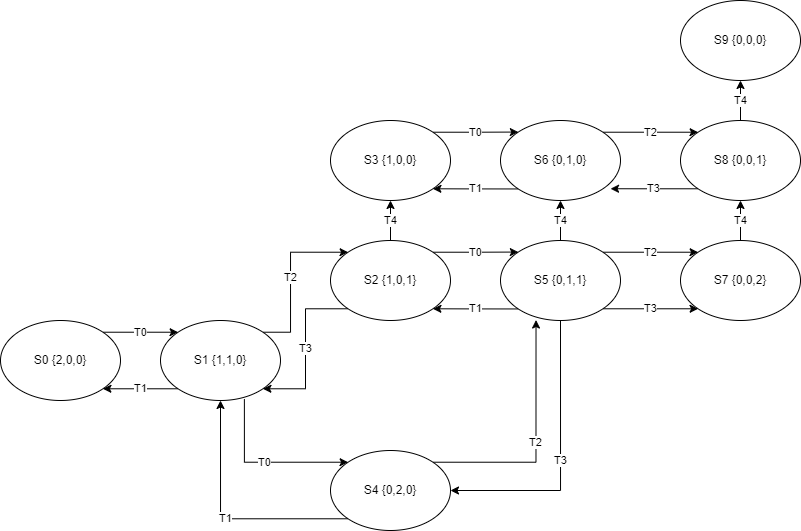 S9 {0,0,0}
T4
T0
T2
S3 {1,0,0}
S6 {0,1,0}
S8 {0,0,1}
T1
T3
T4
T4
T4
T0
T2
T2
S2 {1,0,1}
S5 {0,1,1}
S7 {0,0,2}
T1
T3
T0
T3
S0 {2,0,0}
S1 {1,1,0}
T1
T2
T0
T3
S4 {0,2,0}
T1